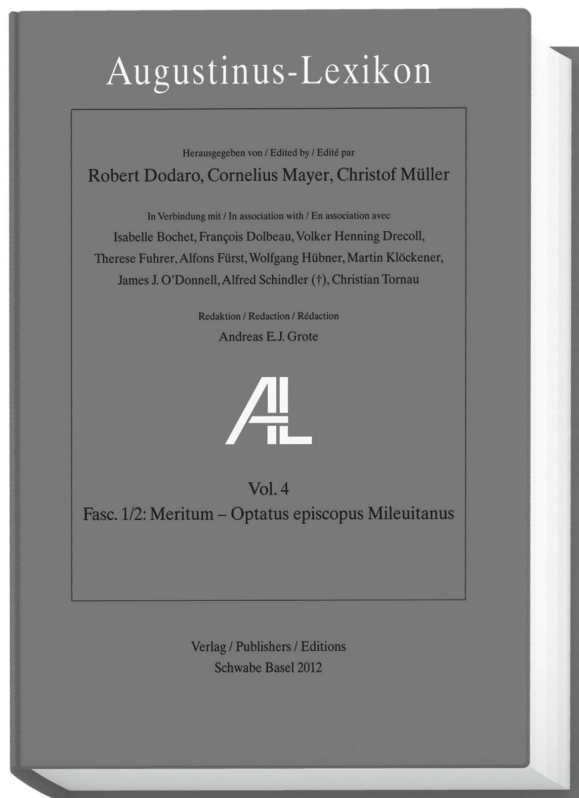 Augustinus-Lexikon
Herausgegeben von / Edited by / Edité par
Robert Dodaro, Cornelius Mayer, Christof Müller
In Verbindung mit / In association with / En association avec
Isabelle Bochet, François Dolbeau, Volker Henning Drecoll,
Therese Fuhrer, Alfons Fürst, Wolfgang Hübner, Martin Klöckener,
James J. O'Donnell, Alfred Schindler (†), Christian Tornau
Redaktion / Redaction / Rédaction
Andreas E.J. Grote
AL
Vol. 4
Fasc. 1/2: Meritum – Optatus episcopus Mileuitanus
Verlag / Publishers / Editions
Schwabe Basel 2012